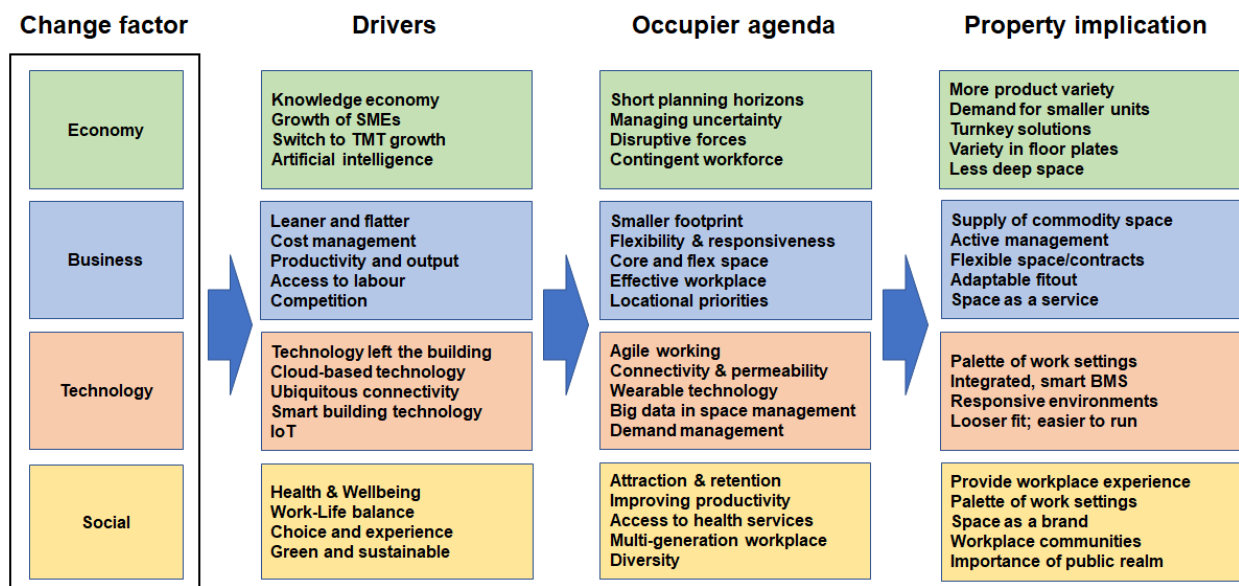 Change factor
Drivers
Occupier agenda
Property implication
Economy
Knowledge economy
Growth of SMEs
Switch to TMT growth
Artificial intelligence
Short planning horizons
Managing uncertainty
Disruptive forces
Contingent workforce
More product variety
Demand for smaller units
Turnkey solutions
Variety in floor plates
Less deep space
Business
Leaner and flatter
Cost management
Productivity and output
Access to labour
Competition
Smaller footprint
Flexibility & responsiveness
Core and flex space
Effective workplace
Locational priorities
Supply of commodity space
Active management
Flexible space/contracts
Adaptable fitout
Space as a service
Technology
Technology left the building
Cloud-based technology
Ubiquitous connectivity
Smart building technology
IoT
Agile working
Connectivity & permeability
Wearable technology
Big data in space management
Demand management
Palette of work settings
Integrated, smart BMS
Responsive environments
Looser fit; easier to run
Social
Health & Wellbeing
Work-Life balance
Choice and experience
Green and sustainable
Attraction & retention
Improving productivity
Access to health services
Multi-generation workplace
Diversity
Provide workplace experience
Palette of work settings
Space as a brand
Workplace communities
Importance of public realm